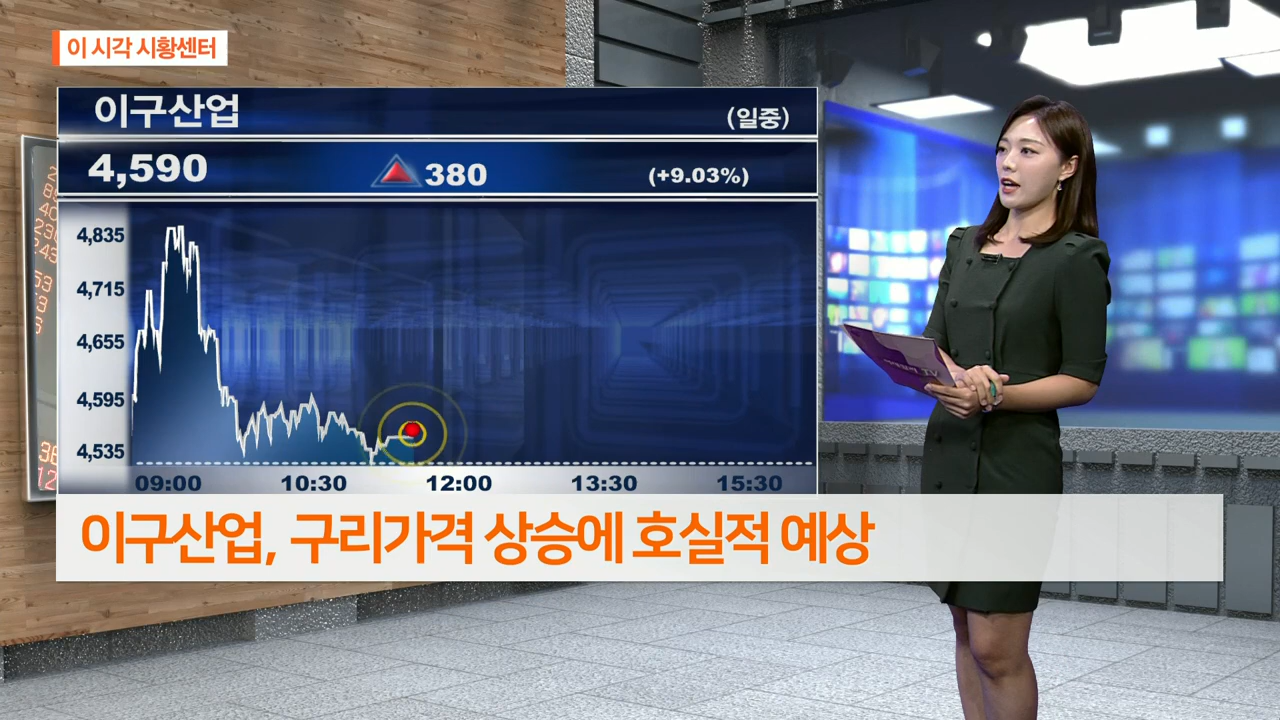 이 시각 시황센터
이구산업
(일중)
4,590 380 (+9.03%)
4,835
4,715
4,655
4,595
4,535
09:00 10:30 12:00 13:30 15:30
이구산업, 구리가격 상승에 호실적 예상